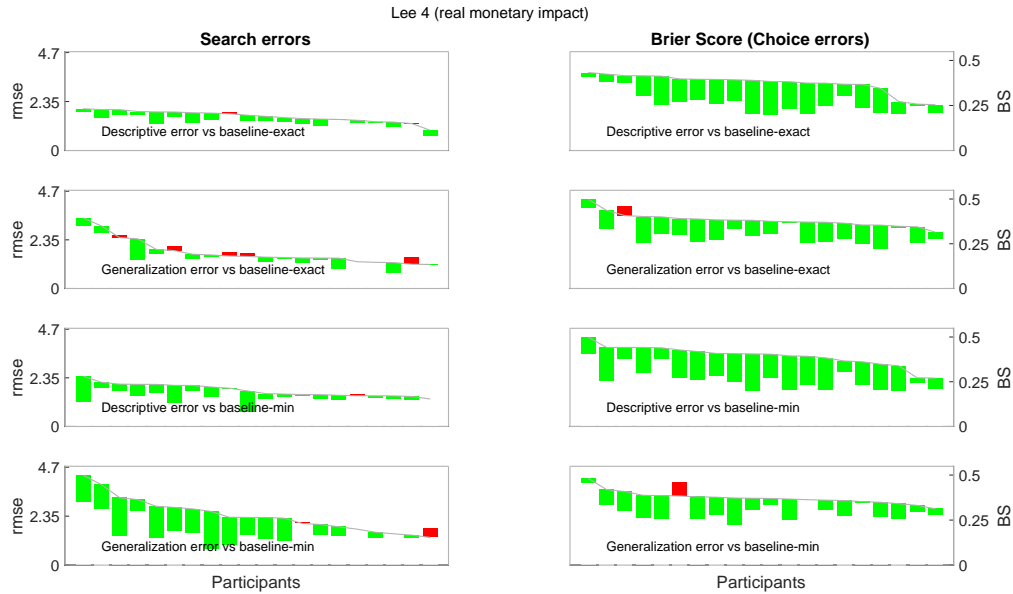 Lee 4 (real monetary impact)
Search errors
Brier Score (Choice errors)
4.7
2.35
0
rmse
Descriptive error vs baseline-exact
Descriptive error vs baseline-exact
0.5
0.25
0
BS
4.7
2.35
0
rmse
Generalization error vs baseline-exact
Generalization error vs baseline-exact
0.5
0.25
0
BS
4.7
2.35
0
rmse
Descriptive error vs baseline-min
Descriptive error vs baseline-min
0.5
0.25
0
BS
4.7
2.35
0
rmse
Generalization error vs baseline-min
Generalization error vs baseline-min
0.5
0.25
0
BS
Participants
Participants